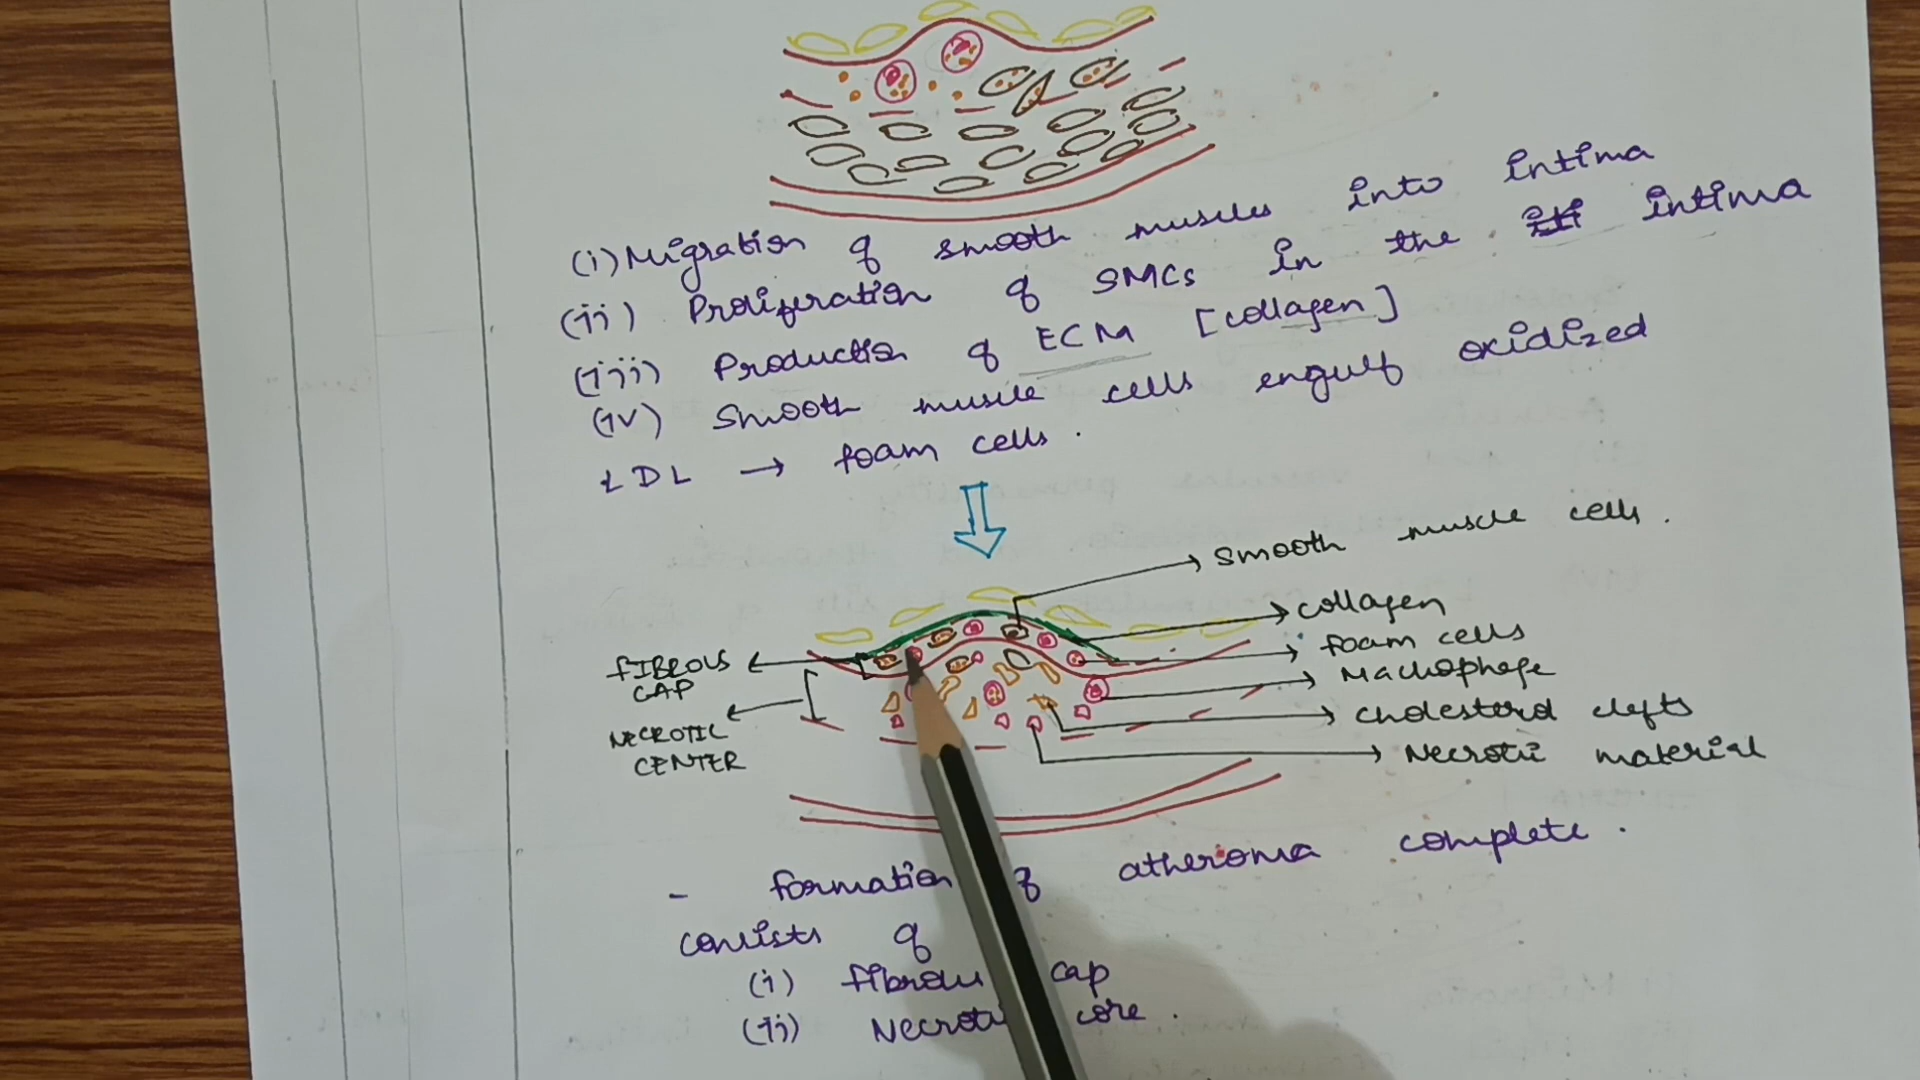 (i) Migration of smooth muscles into intima
(ii) Proliferation of SMCs in the intima
(iii) Production of ECM [collagen]
(iv) Smooth muscle cells engulf oxidized
LDL → foam cells.
→ Smooth muscle cells.
→ collagen
→ foam cells
→ Macrophage
→ cholesterol clefts
→ Necrotic material
FIBROUS
CAP
NECROTIC
CENTER
- formation of atheroma complete.
consists of
(i) fibrous cap
(ii) Necrotic core.